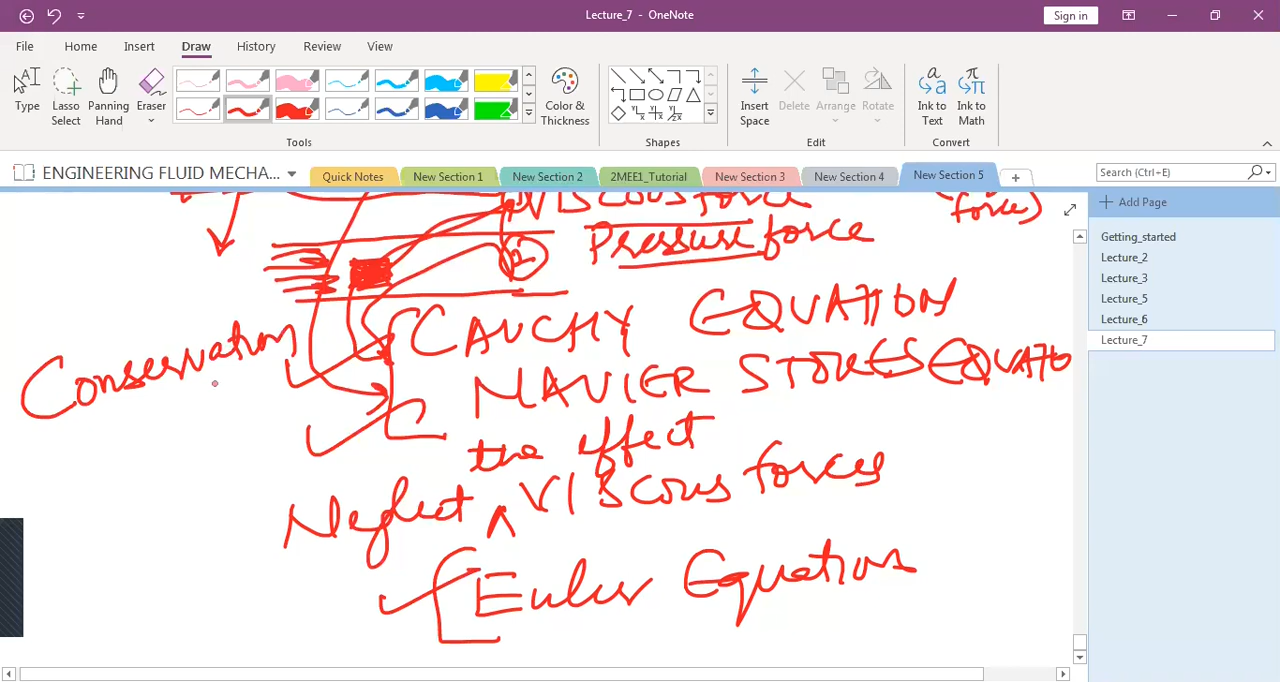 Lecture_7 - OneNote
Sign in
File Home Insert Draw History Review View
Type
Lasso Select
Panning Hand
Eraser
Color & Thickness
Insert Space
Delete
Arrange
Rotate
Ink to Text
Ink to Math
Tools
Shapes
Edit
Convert
ENGINEERING FLUID MECHA...
Quick Notes
New Section 1
New Section 2
2MEE1_Tutorial
New Section 3
New Section 4
New Section 5
Search (Ctrl+E)
Add Page
Getting_started
Lecture_2
Lecture_3
Lecture_5
Lecture_6
Lecture_7
Viscous force
forces)
2 Pressure force
CAUCHY EQUATION
Conservation
NAVIER STOKES EQUATIO
the effect
Neglect ^ VIscous forces
Euler Equation